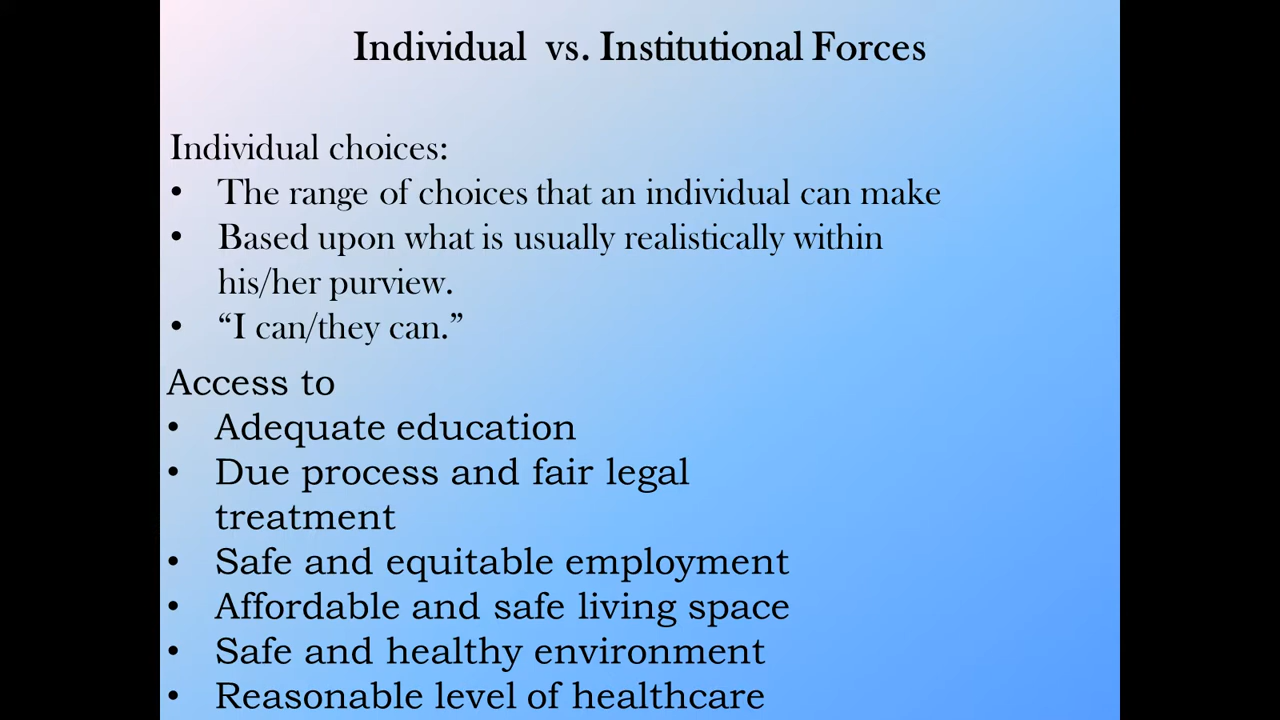 Individual vs. Institutional Forces
Individual choices:
• The range of choices that an individual can make
• Based upon what is usually realistically within
his/her purview.
• “I can/they can.”
Access to
• Adequate education
• Due process and fair legal
treatment
• Safe and equitable employment
• Affordable and safe living space
• Safe and healthy environment
• Reasonable level of healthcare